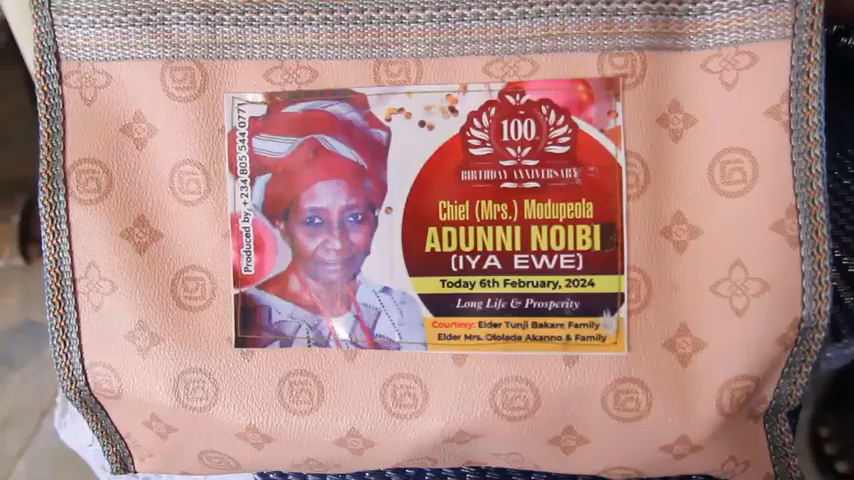 Produced by, +234 805 544 0771
100
BIRTHDAY ANNIVERSARY
Chief (Mrs.) Modupeola
ADUNNI NOIBI
(IYA EWE)
Today 6th February, 2024
Long Life & Prosperity
Courtesy: Elder Tunji Bakare Family
Elder Mrs. Ololade Akanno & Family